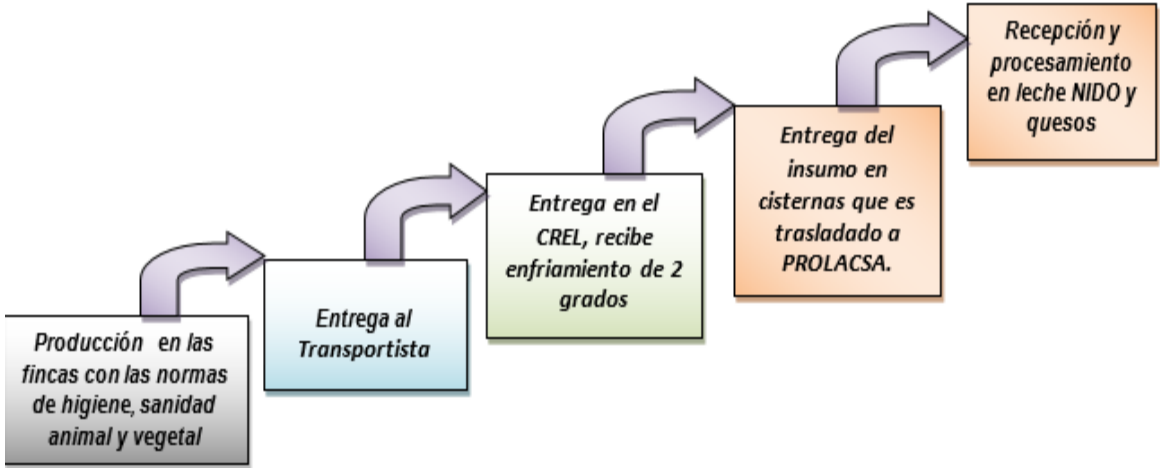 Producción en las
fincas con las normas
de higiene, sanidad
animal y vegetal
Entrega al
Transportista
Entrega en el
CREL, recibe
enfriamiento de 2
grados
Entrega del
insumo en
cisternas que es
trasladado a
PROLACSA.
Recepción y
procesamiento
en leche NIDO y
quesos